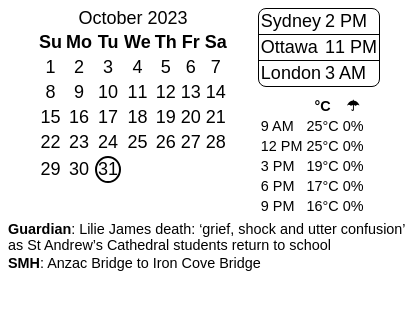 October 2023
Su Mo Tu We Th Fr Sa
1 2 3 4 5 6 7
8 9 10 11 12 13 14
15 16 17 18 19 20 21
22 23 24 25 26 27 28
29 30 31
Sydney 2 PM
Ottawa 11 PM
London 3 AM
°C ☂
9 AM 25°C 0%
12 PM 25°C 0%
3 PM 19°C 0%
6 PM 17°C 0%
9 PM 16°C 0%
Guardian: Lilie James death: ‘grief, shock and utter confusion’
as St Andrew’s Cathedral students return to school
SMH: Anzac Bridge to Iron Cove Bridge